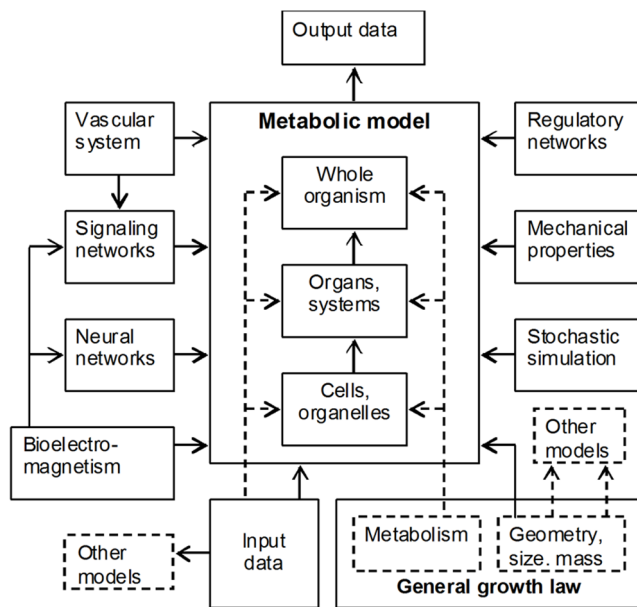 Output data
Metabolic model
Vascular
system
Regulatory
networks
Whole
organism
Signaling
networks
Mechanical
properties
Organs,
systems
Neural
networks
Stochastic
simulation
Cells,
organelles
Bioelectro-
magnetism
Other
models
Other
models
Input
data
Metabolism
Geometry,
size. mass
General growth law